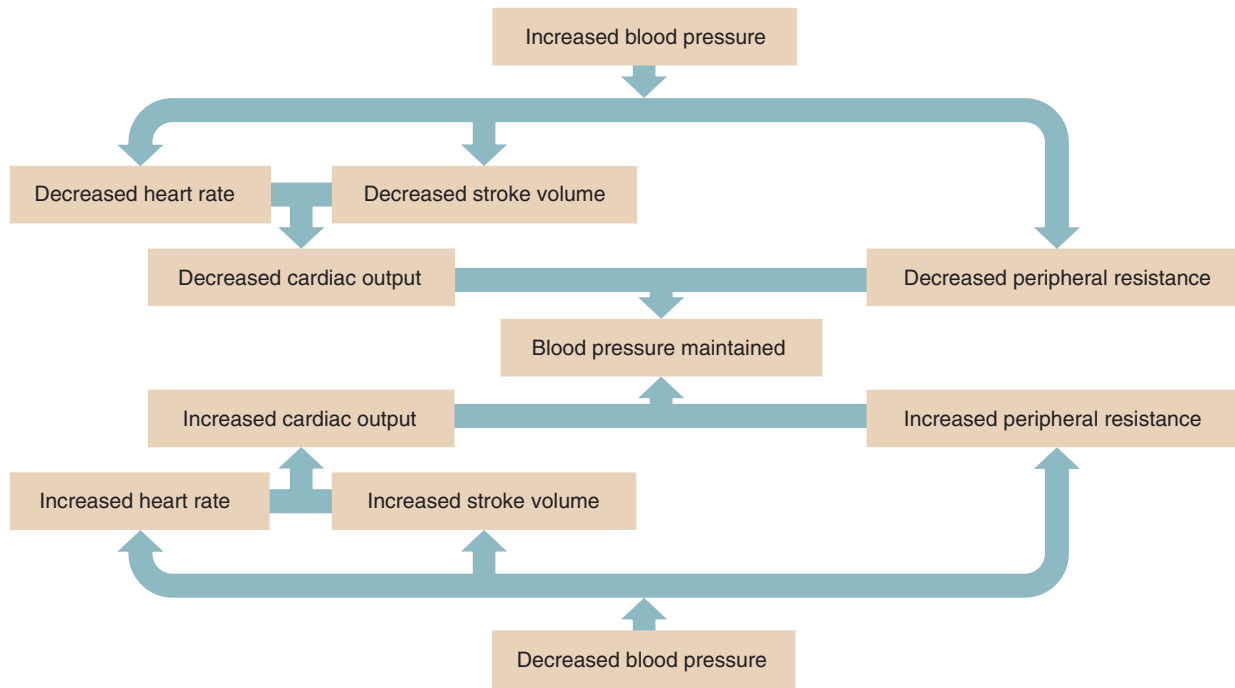 Increased blood pressure
Decreased heart rate
Decreased stroke volume
Decreased cardiac output
Decreased peripheral resistance
Blood pressure maintained
Increased cardiac output
Increased peripheral resistance
Increased heart rate
Increased stroke volume
Decreased blood pressure